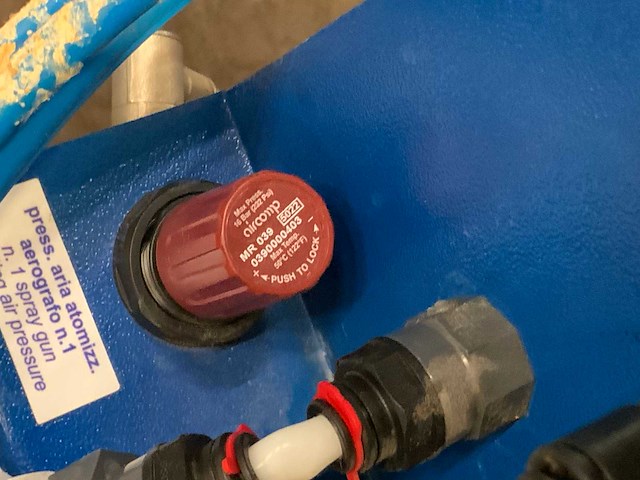 Max Press.
16 Bar (232 Psi)
aircomp 5022
MR 039
0390000403
Max Temp.
50°C (122°F)
+ ◄ PUSH TO LOCK ► -
press. aria atomizz.
aerografo n.1
n. 1 spray gun
air pressure